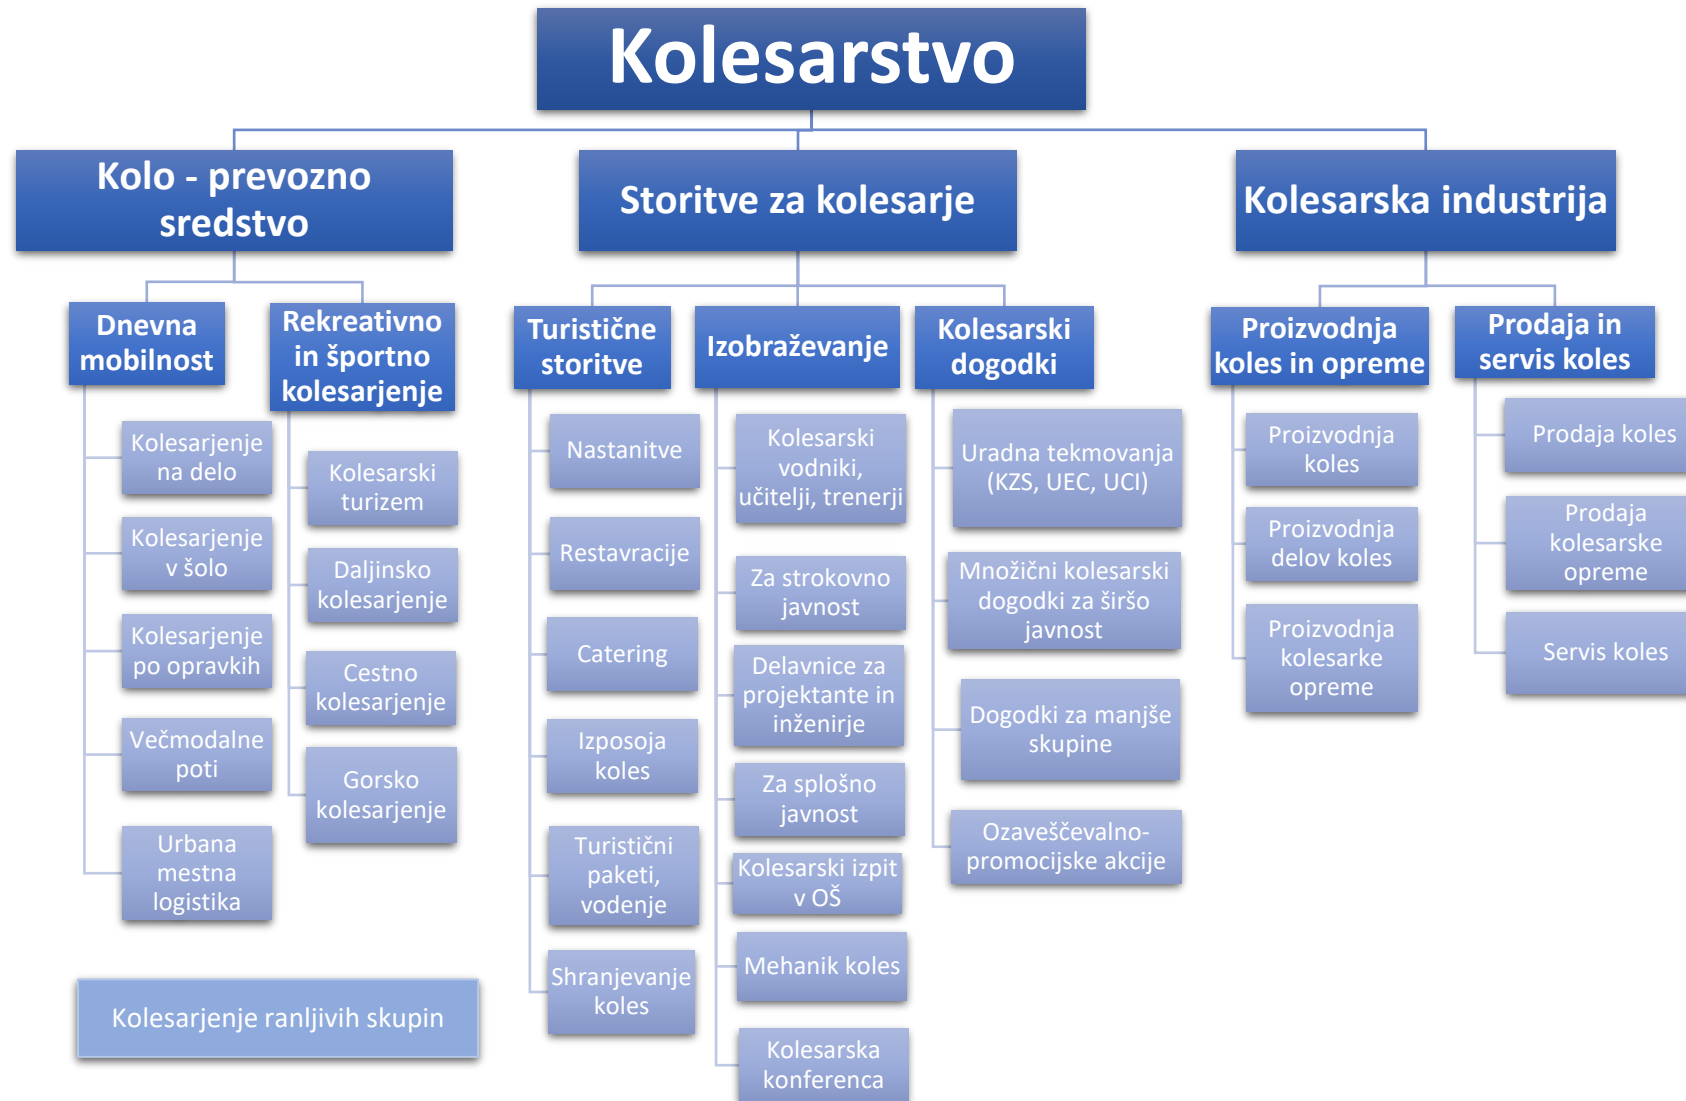 Kolesarstvo
Kolo - prevozno
sredstvo
Storitve za kolesarje
Kolesarska industrija
Dnevna
mobilnost
Kolesarjenje
na delo
Kolesarjenje
v šolo
Kolesarjenje
po opravkih
Večmodalne
poti
Urbana
mestna
logistika
Rekreativno
in športno
kolesarjenje
Kolesarski
turizem
Daljinsko
kolesarjenje
Cestno
kolesarjenje
Gorsko
kolesarjenje
Kolesarjenje ranljivih skupin
Turistične
storitve
Nastanitve
Restavracije
Catering
Izposoja
koles
Turistični
paketi,
vodenje
Shranjevanje
koles
Izobraževanje
Kolesarski
vodniki,
učitelji, trenerji
Za strokovno
javnost
Delavnice za
projektante in
inženirje
Za splošno
javnost
Kolesarski izpit
v OŠ
Mehanik koles
Kolesarska
konferenca
Kolesarski
dogodki
Uradna tekmovanja
(KZS, UEC, UCI)
Množični kolesarski
dogodki za širšo
javnost
Dogodki za manjše
skupine
Ozaveščevalno-
promocijske akcije
Proizvodnja
koles in opreme
Proizvodnja
koles
Proizvodnja
delov koles
Proizvodnja
kolesarke
opreme
Prodaja in
servis koles
Prodaja koles
Prodaja
kolesarske
opreme
Servis koles